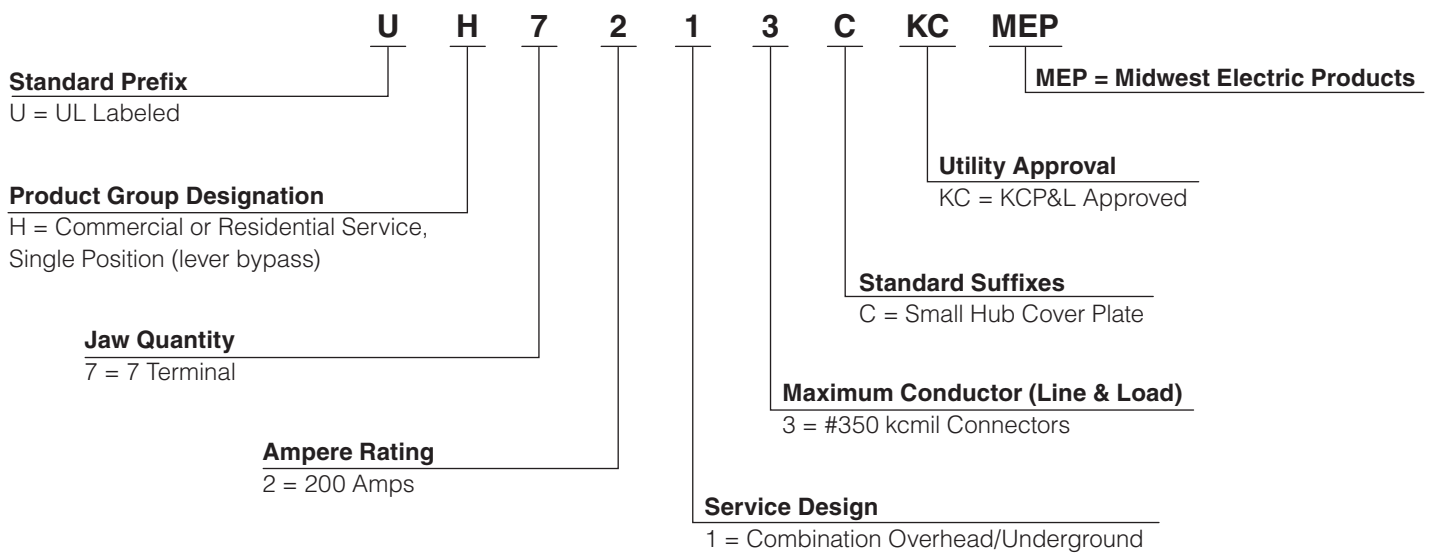 U H 7 2 1 3 C KC MEP
Standard Prefix
U = UL Labeled
MEP = Midwest Electric Products
Utility Approval
KC = KCP&L Approved
Product Group Designation
H = Commercial or Residential Service,
Single Position (lever bypass)
Standard Suffixes
C = Small Hub Cover Plate
Jaw Quantity
7 = 7 Terminal
Maximum Conductor (Line & Load)
3 = #350 kcmil Connectors
Ampere Rating
2 = 200 Amps
Service Design
1 = Combination Overhead/Underground